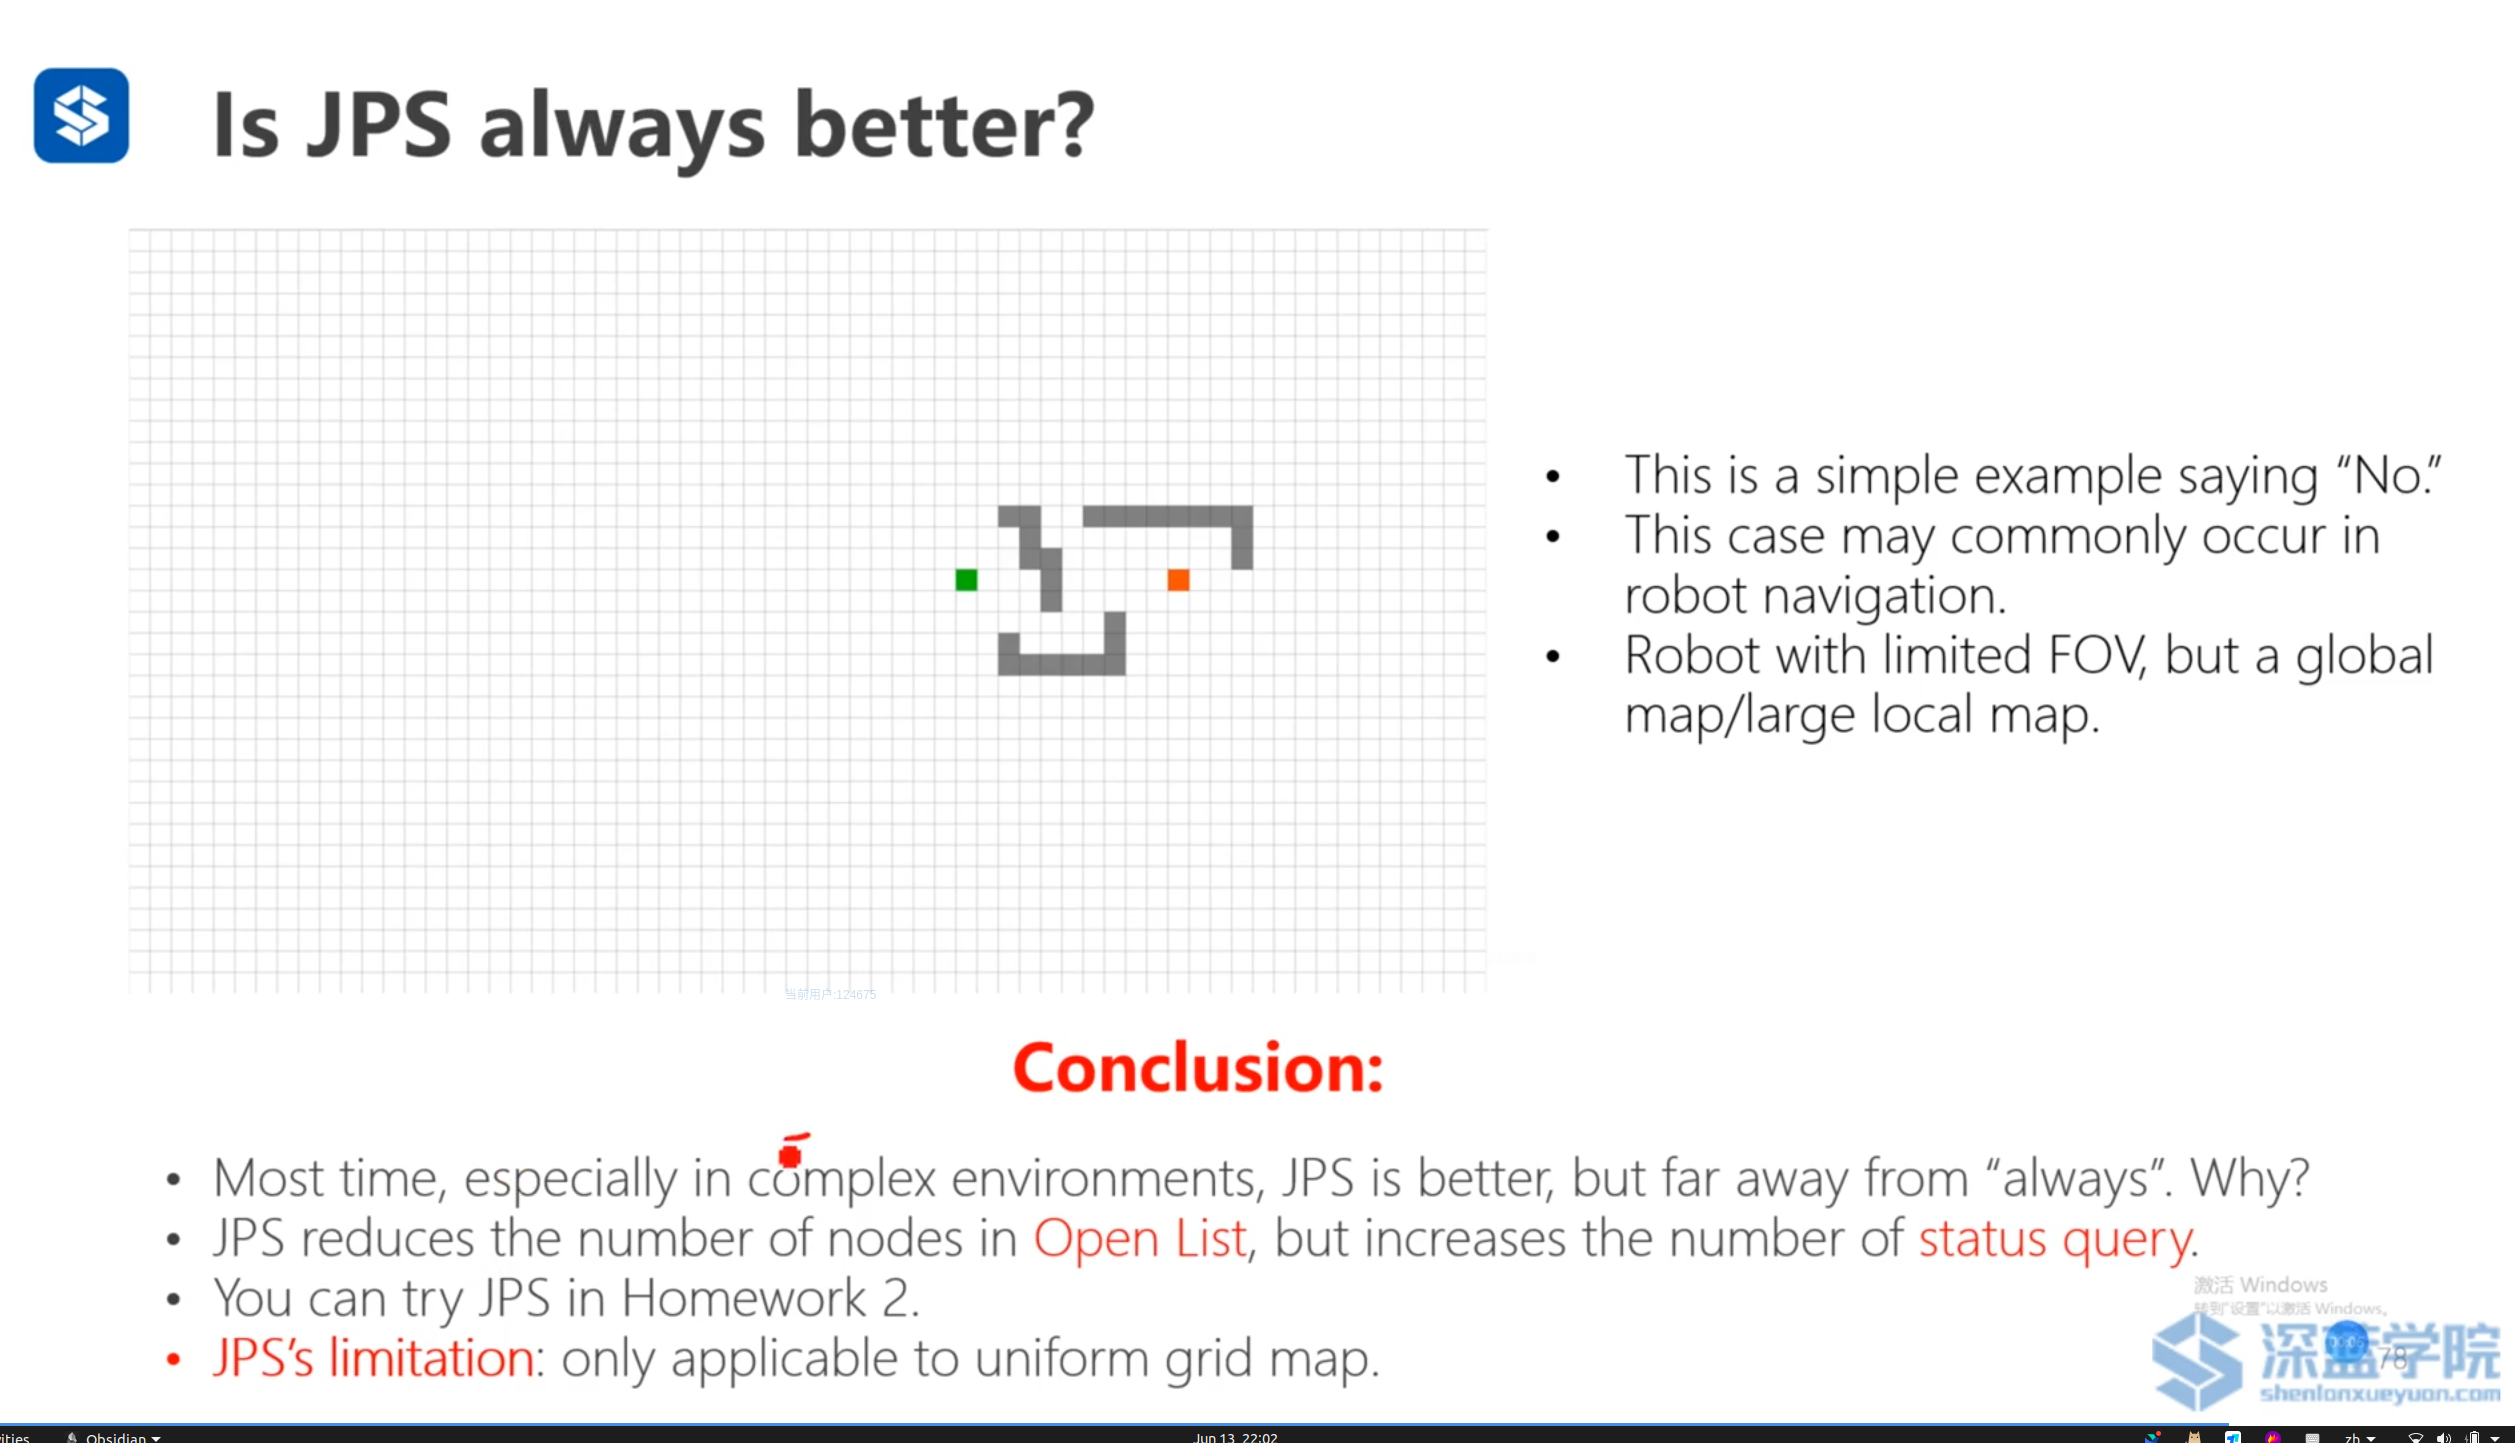 Is JPS always better?
• This is a simple example saying “No.”
• This case may commonly occur in
robot navigation.
• Robot with limited FOV, but a global
map/large local map.
当前用户:124675
Conclusion:
• Most time, especially in complex environments, JPS is better, but far away from “always”. Why?
• JPS reduces the number of nodes in Open List, but increases the number of status query.
• You can try JPS in Homework 2.
• JPS’s limitation: only applicable to uniform grid map.
激活 Windows
转到“设置”以激活 Windows。
深蓝学院
78
shenlanxueyuan.com
ities
Obsidian
Jun 13 22:02
zh